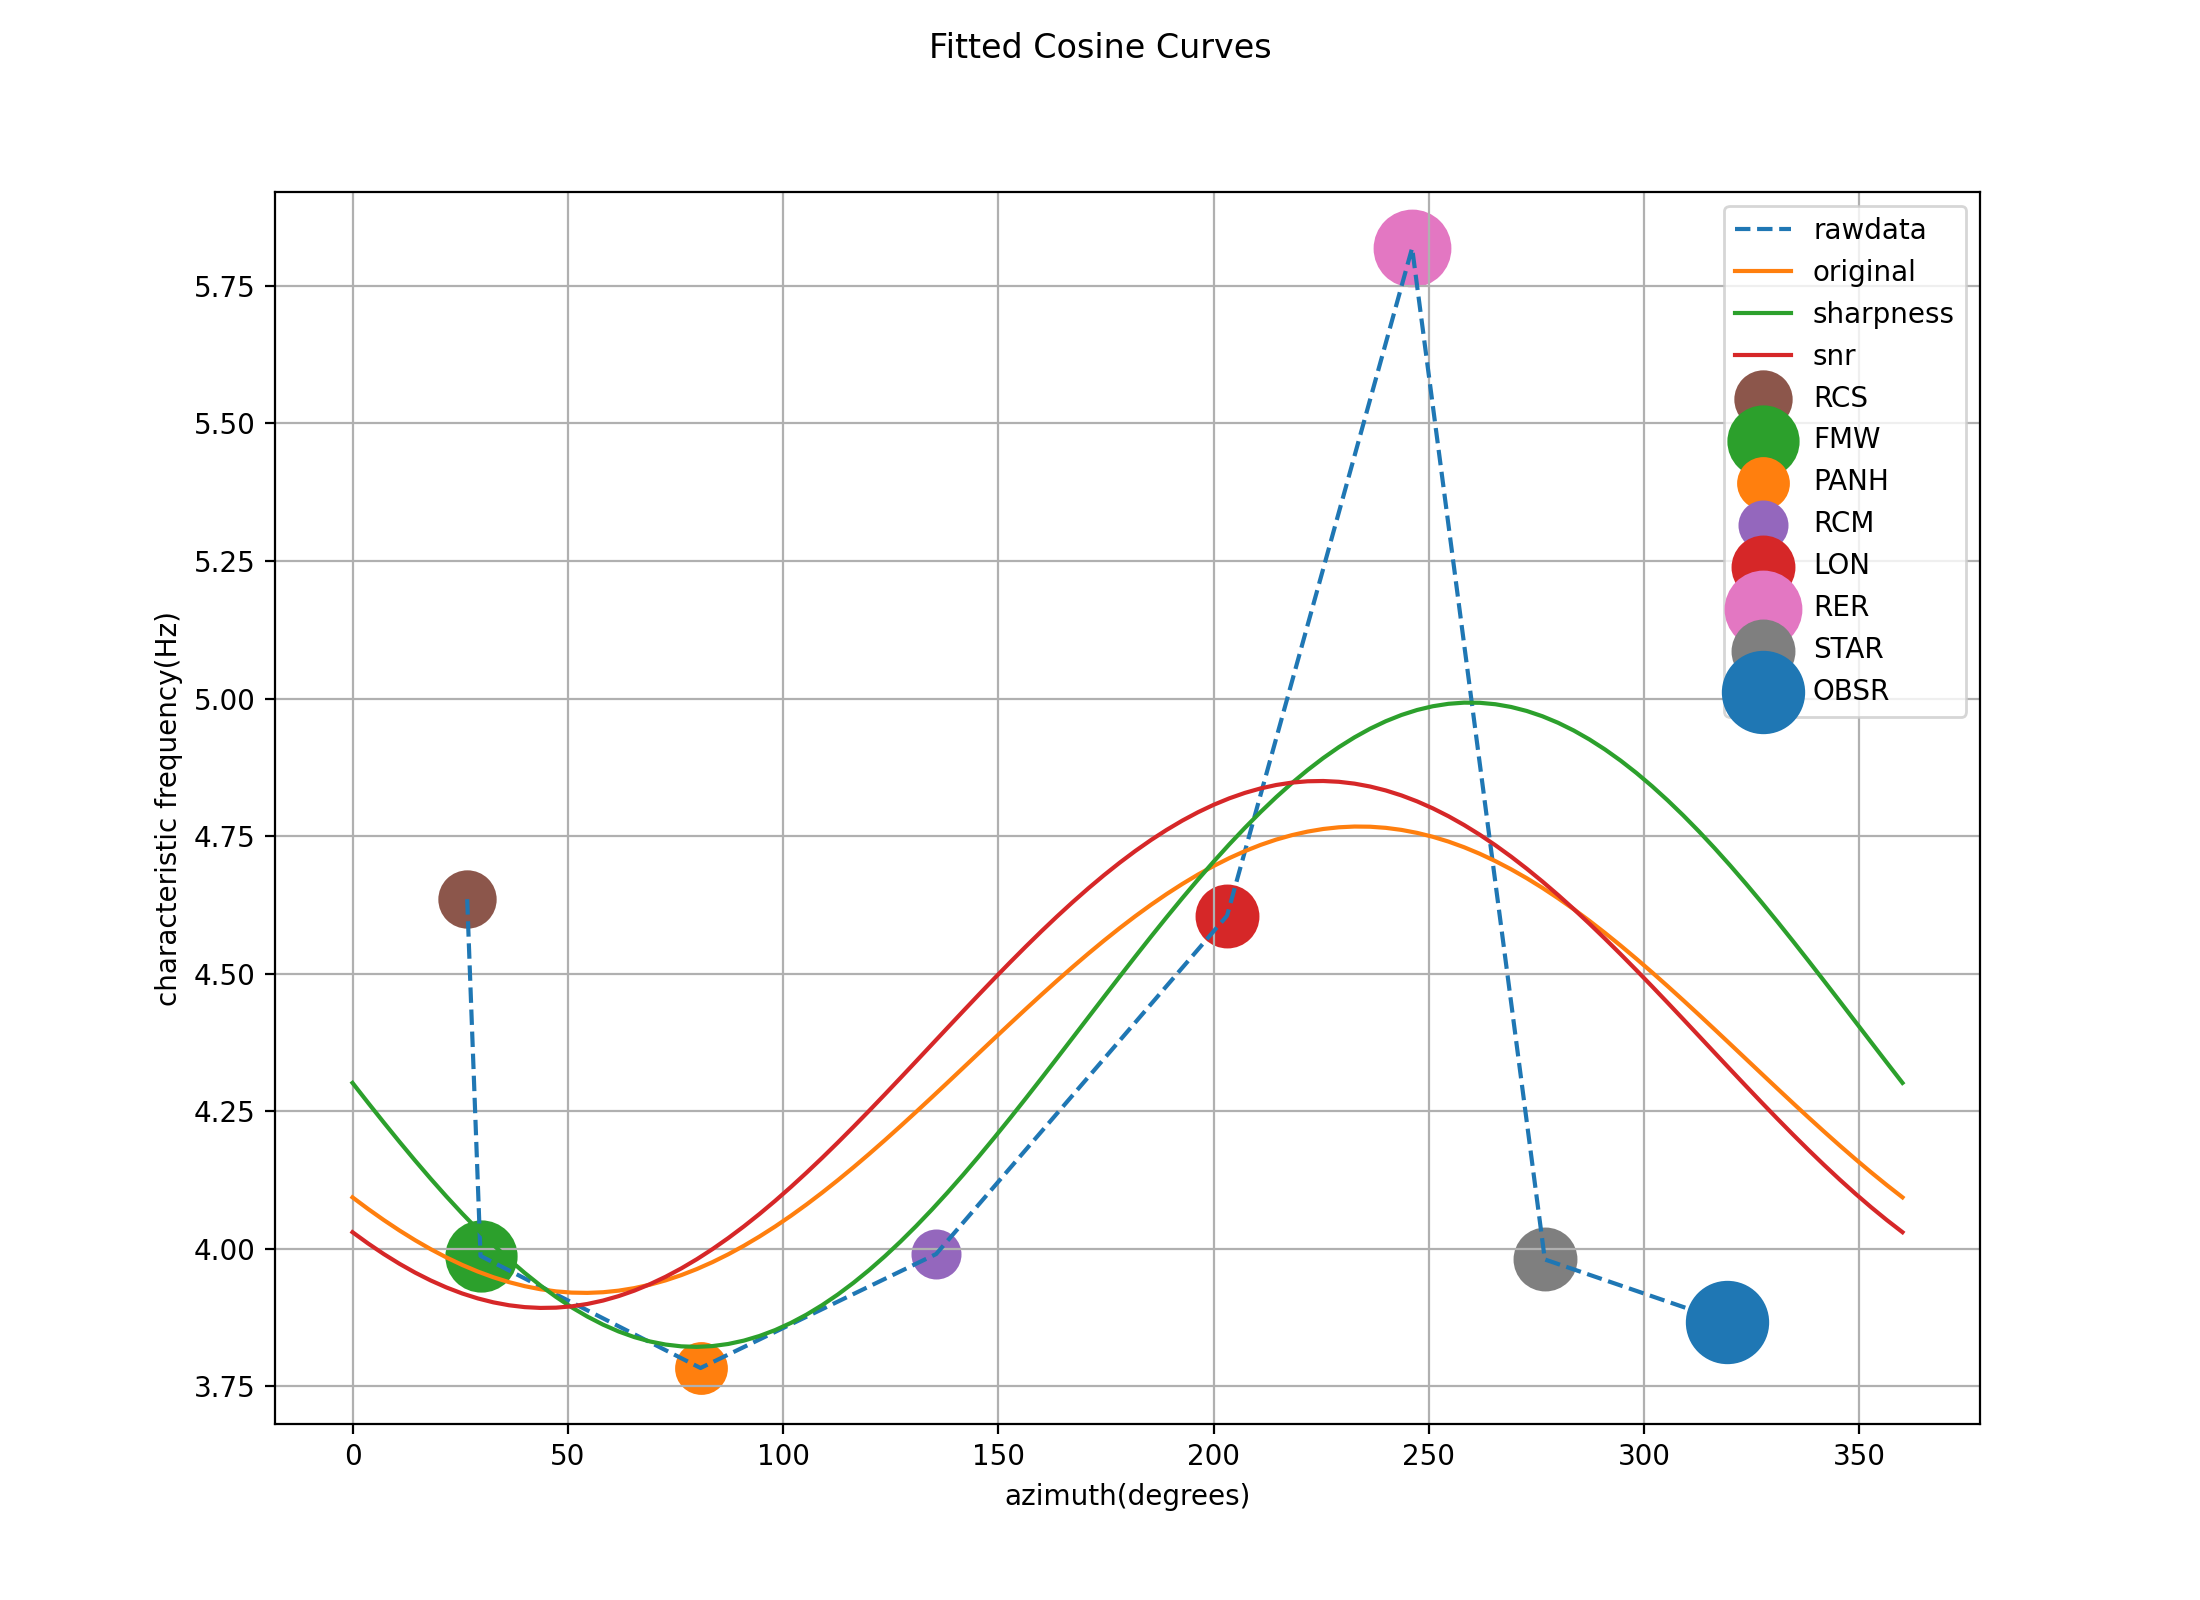 Fitted Cosine Curves
rawdata
original
sharpness
snr
RCS
FMW
PANH
RCM
LON
RER
STAR
OBSR
characteristic frequency(Hz)
5.75
5.50
5.25
5.00
4.75
4.50
4.25
4.00
3.75
0 50 100 150 200 250 300 350
azimuth(degrees)